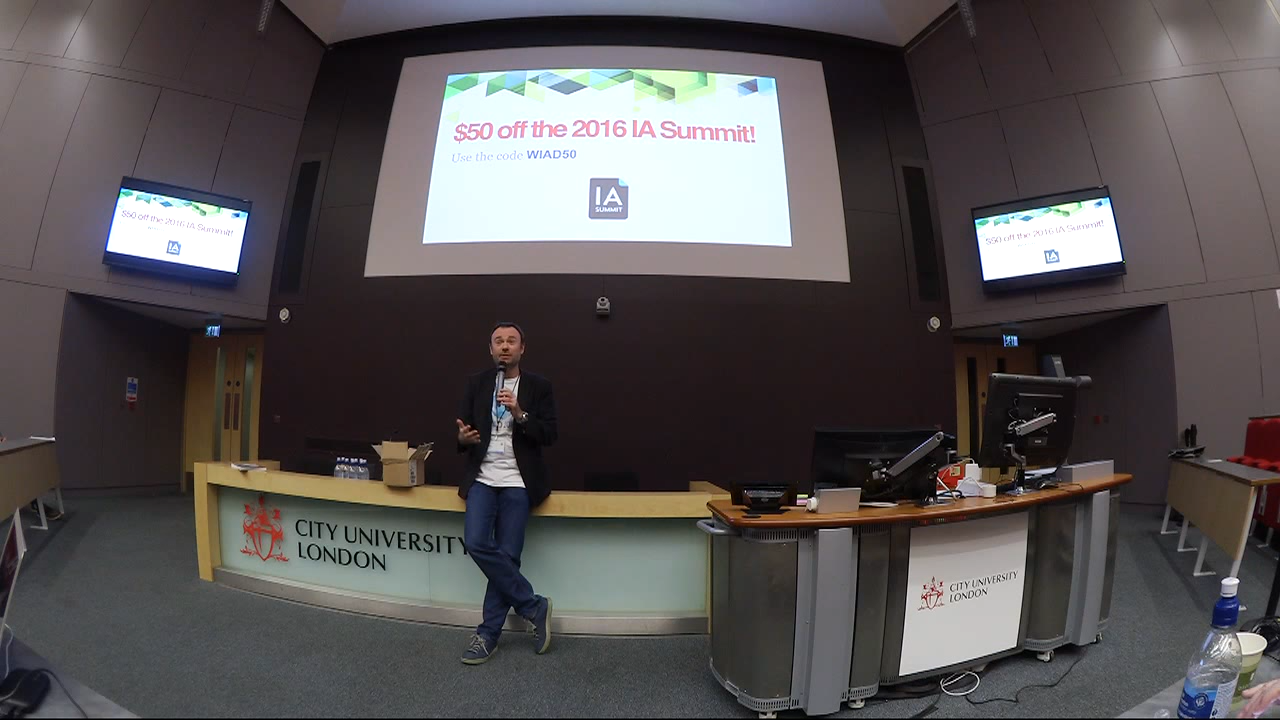 $50 off the 2016 IA Summit!
Use the code WIAD50
IA
SUMMIT
$50 off the 2016 IA Summit!
IA
$50 off the 2016 IA Summit!
IA
CITY UNIVERSITY
LONDON
CITY UNIVERSITY
LONDON